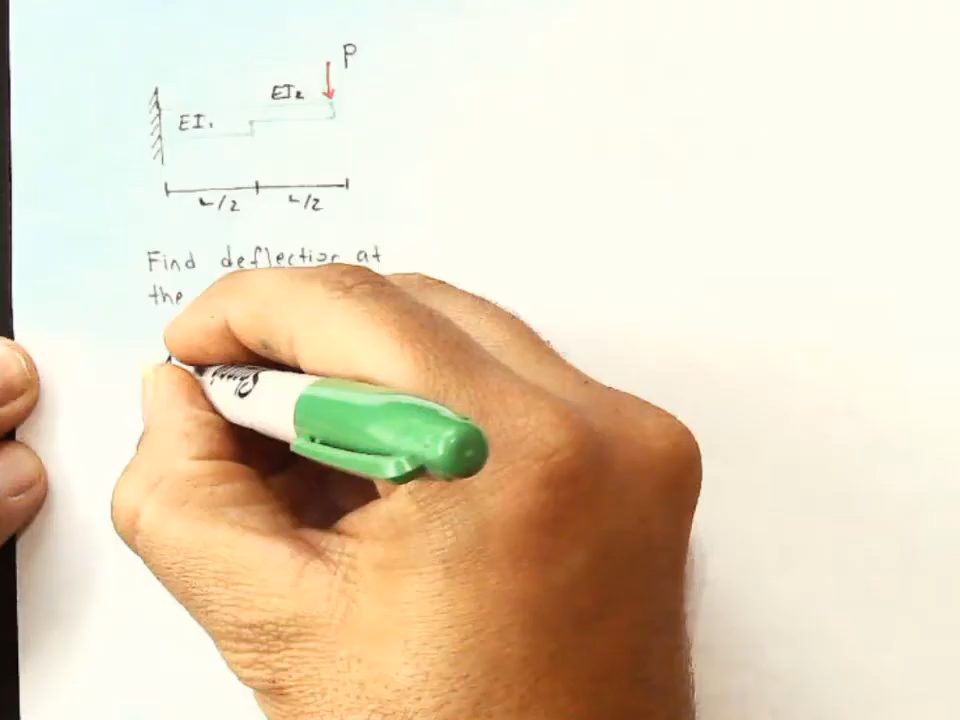 P
EI₂
EI₁
L/2 L/2
Find deflection at
the